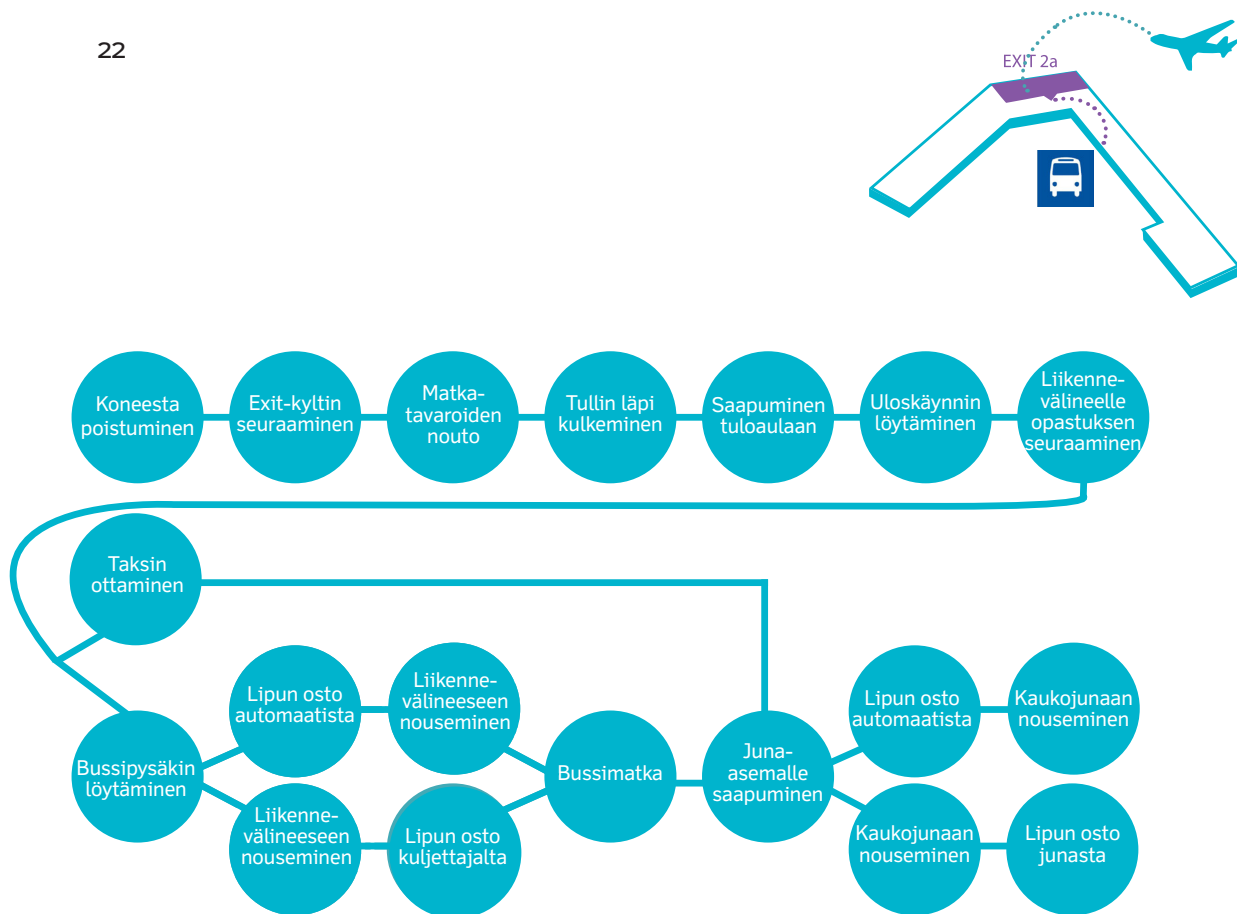 22
EXIT 2a
Koneesta
poistuminen
Exit-kyltin
seuraaminen
Matka-
tavaroiden
nouto
Tullin läpi
kulkeminen
Saapuminen
tuloaulaan
Uloskäynnin
löytäminen
Liikenne-
välineelle
opastuksen
seuraaminen
Taksin
ottaminen
Bussipysäkin
löytäminen
Lipun osto
automaatista
Liikenne-
välineeseen
nouseminen
Liikenne-
välineeseen
nouseminen
Lipun osto
kuljettajalta
Bussimatka
Juna-
asemalle
saapuminen
Lipun osto
automaatista
Kaukojunaan
nouseminen
Kaukojunaan
nouseminen
Lipun osto
junasta